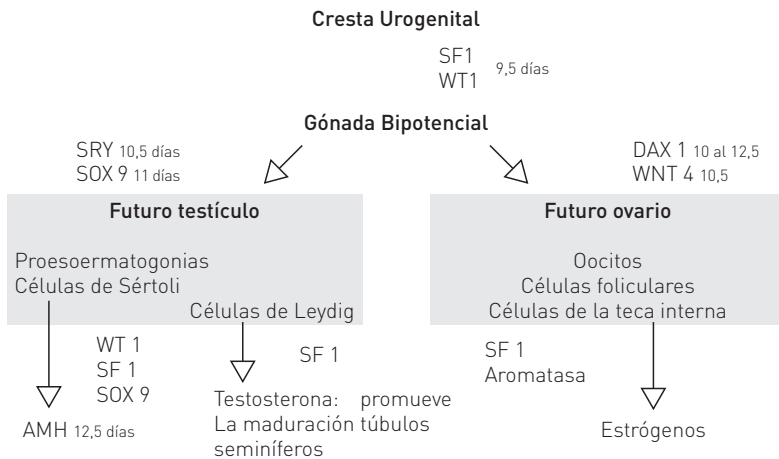 Cresta Urogenital
SF1
WT1
9,5 días
Gónada Bipotencial
SRY 10,5 días
SOX 9 11 días
DAX 1 10 al 12,5
WNT 4 10,5
Futuro testículo
Proesoermatogonias
Células de Sértoli
Células de Leydig
Futuro ovario
Oocitos
Células foliculares
Células de la teca interna
WT 1
SF 1
SOX 9
AMH 12,5 días
SF 1
Testosterona: promueve
La maduración túbulos
seminíferos
SF 1
Aromatasa
Estrógenos